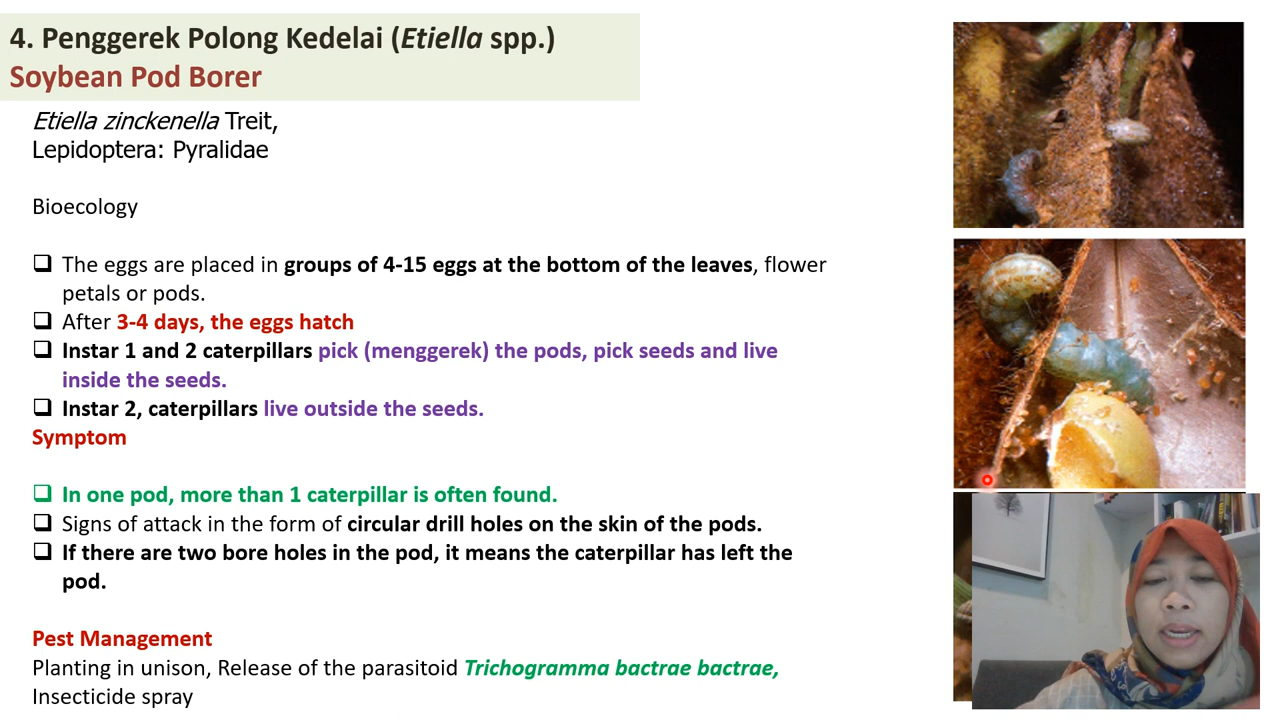 4. Penggerek Polong Kedelai (Etiella spp.)
Soybean Pod Borer
Etiella zinckenella Treit,
Lepidoptera: Pyralidae
Bioecology
The eggs are placed in groups of 4-15 eggs at the bottom of the leaves, flower
petals or pods.
After 3-4 days, the eggs hatch
Instar 1 and 2 caterpillars pick (menggerek) the pods, pick seeds and live
inside the seeds.
Instar 2, caterpillars live outside the seeds.
Symptom
In one pod, more than 1 caterpillar is often found.
Signs of attack in the form of circular drill holes on the skin of the pods.
If there are two bore holes in the pod, it means the caterpillar has left the
pod.
Pest Management
Planting in unison, Release of the parasitoid Trichogramma bactrae bactrae,
Insecticide spray